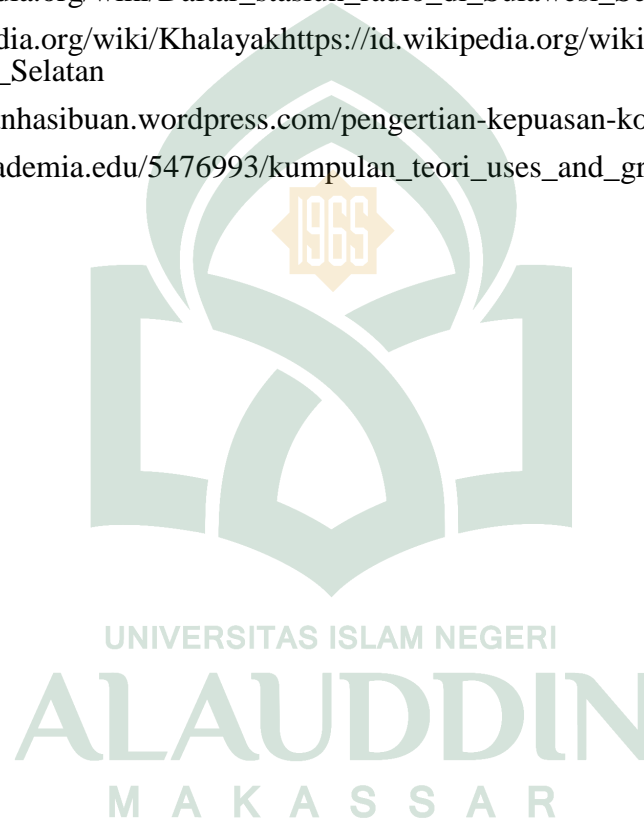 dia.org/wiki/Khalayakhttps://id.wikipedia.org/wiki
_Selatan
nhasibuan.wordpress.com/pengertian-kepuasan-ko
ademia.edu/5476993/kumpulan_teori_uses_and_gr
1965
UNIVERSITAS ISLAM NEGERI
ALAUDDIN
MAKASSAR